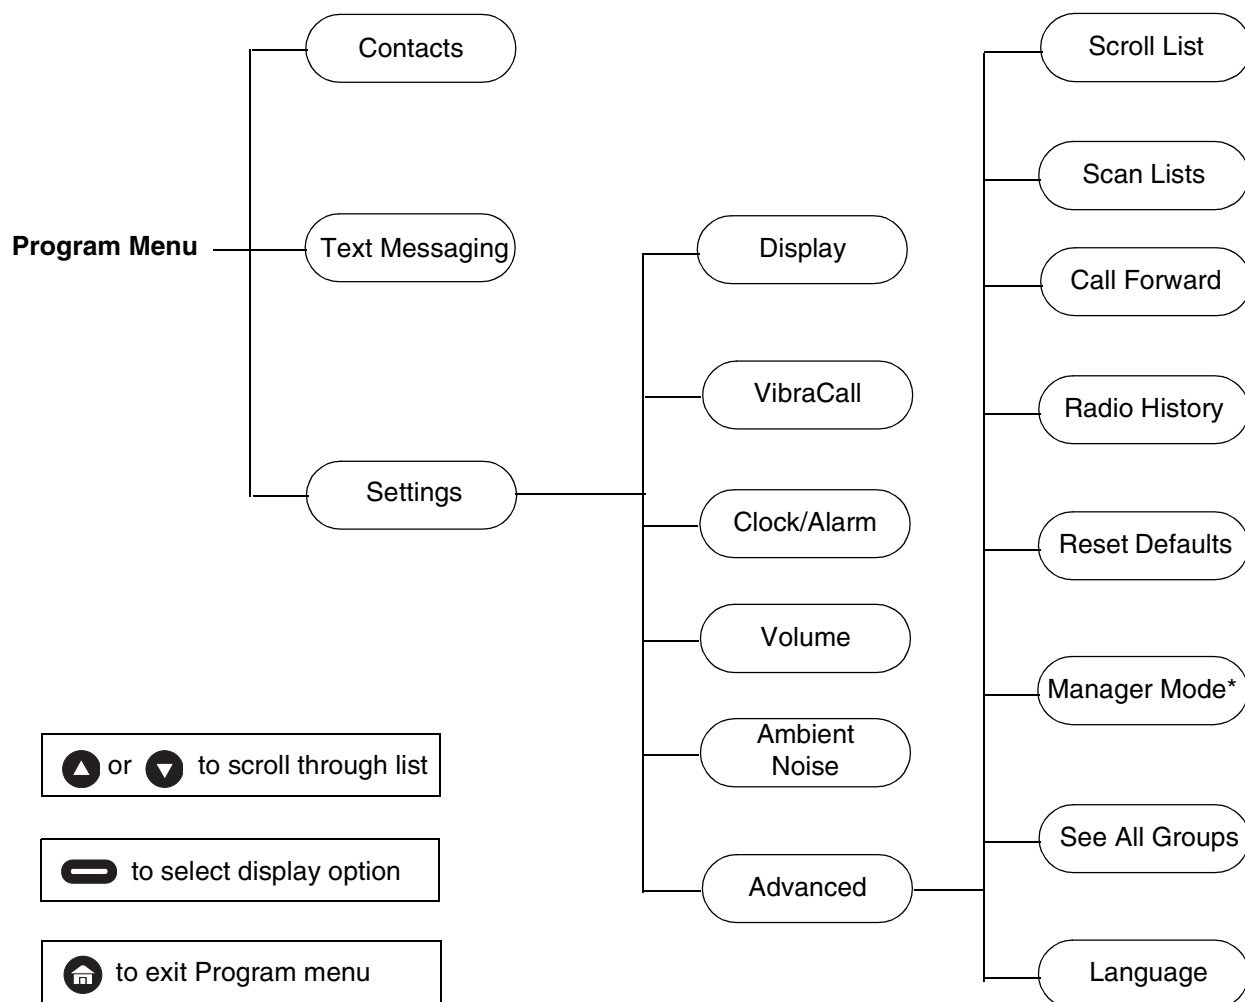 Program Menu
Contacts
Text Messaging
Settings
Display
VibraCall
Clock/Alarm
Volume
Ambient
Noise
Advanced
Scroll List
Scan Lists
Call Forward
Radio History
Reset Defaults
Manager Mode*
See All Groups
Language
or to scroll through list
to select display option
to exit Program menu